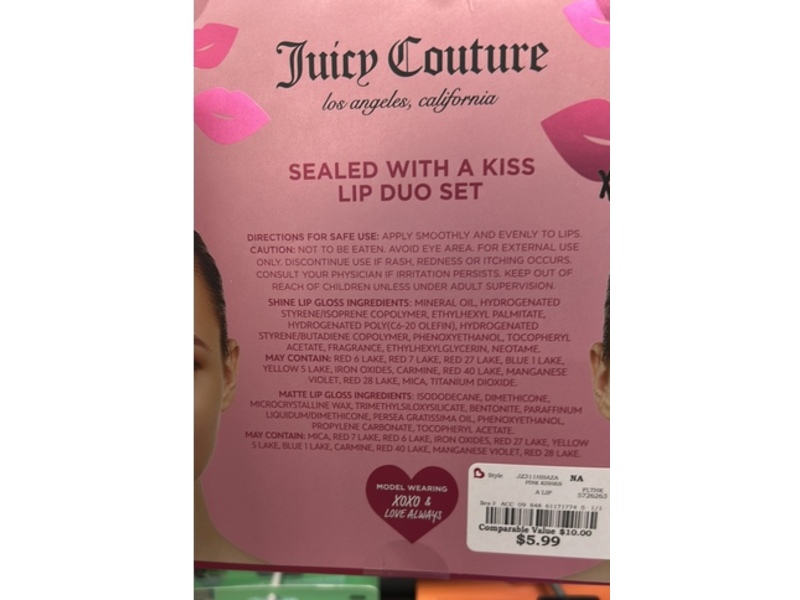 Juicy Couture
los angeles, california
SEALED WITH A KISS
LIP DUO SET
DIRECTIONS FOR SAFE USE: APPLY SMOOTHLY AND EVENLY TO LIPS.
CAUTION: NOT TO BE EATEN. AVOID EYE AREA. FOR EXTERNAL USE
ONLY. DISCONTINUE USE IF RASH, REDNESS OR ITCHING OCCURS.
CONSULT YOUR PHYSICIAN IF IRRITATION PERSISTS. KEEP OUT OF
REACH OF CHILDREN UNLESS UNDER ADULT SUPERVISION.
SHINE LIP GLOSS INGREDIENTS: MINERAL OIL, HYDROGENATED
STYRENE/ISOPRENE COPOLYMER, ETHYLHEXYL PALMITATE,
HYDROGENATED POLY(C6-20 OLEFIN), HYDROGENATED
STYRENE/BUTADIENE COPOLYMER, PHENOXYETHANOL, TOCOPHERYL
ACETATE, FRAGRANCE, ETHYLHEXYLGLYCERIN, NEOTAME.
MAY CONTAIN: RED 6 LAKE, RED 7 LAKE, RED 27 LAKE, BLUE 1 LAKE,
YELLOW 5 LAKE, IRON OXIDES, CARMINE, RED 40 LAKE, MANGANESE
VIOLET, RED 28 LAKE, MICA, TITANIUM DIOXIDE.
MATTE LIP GLOSS INGREDIENTS: ISODODECANE, DIMETHICONE,
MICROCRYSTALLINE WAX, TRIMETHYLSILOXYSILICATE, BENTONITE, PARAFFINUM
LIQUIDUM/DIMETHICONE, PERSEA GRATISSIMA OIL, PHENOXYETHANOL,
PROPYLENE CARBONATE, TOCOPHERYL ACETATE.
MAY CONTAIN: MICA, RED 7 LAKE, RED 6 LAKE, IRON OXIDES, RED 27 LAKE, YELLOW
5 LAKE, BLUE 1 LAKE, CARMINE, RED 40 LAKE, MANGANESE VIOLET, RED 28 LAKE.
MODEL WEARING
XOXO &
LOVE ALWAYS
Style NA
PINK KISSES
A LIP
5726263
Comparable Value $10.00
$5.99